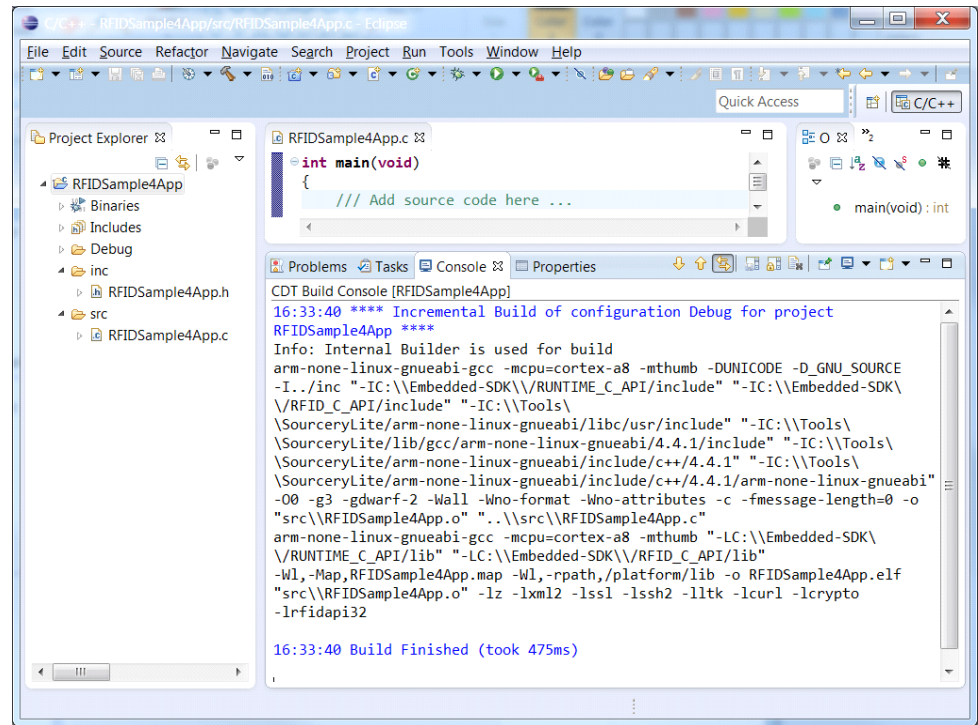 C/C++ - RFIDSample4App/src/RFIDSample4App.c - Eclipse
File Edit Source Refactor Navigate Search Project Run Tools Window Help
Quick Access
C/C++
Project Explorer
RFIDSample4App
Binaries
Includes
Debug
inc
RFIDSample4App.h
src
RFIDSample4App.c
RFIDSample4App.c
int main(void)
{
/// Add source code here ...
O
2
main(void) : int
Problems Tasks Console Properties
CDT Build Console [RFIDSample4App]
16:33:40 **** Incremental Build of configuration Debug for project
RFIDSample4App ****
Info: Internal Builder is used for build
arm-none-linux-gnueabi-gcc -mcpu=cortex-a8 -mthumb -DUNICODE -D_GNU_SOURCE
-I../inc "-IC:\\Embedded-SDK\\/RUNTIME_C_API/include" "-IC:\\Embedded-SDK\
\/RFID_C_API/include" "-IC:\\Tools\
\SourceryLite/arm-none-linux-gnueabi/libc/usr/include" "-IC:\\Tools\
\SourceryLite/lib/gcc/arm-none-linux-gnueabi/4.4.1/include" "-IC:\\Tools\
\SourceryLite/arm-none-linux-gnueabi/include/c++/4.4.1" "-IC:\\Tools\
\SourceryLite/arm-none-linux-gnueabi/include/c++/4.4.1/arm-none-linux-gnueabi"
-O0 -g3 -gdwarf-2 -Wall -Wno-format -Wno-attributes -c -fmessage-length=0 -o
"src\\RFIDSample4App.o" "..\\src\\RFIDSample4App.c"
arm-none-linux-gnueabi-gcc -mcpu=cortex-a8 -mthumb "-LC:\\Embedded-SDK\
\/RUNTIME_C_API/lib" "-LC:\\Embedded-SDK\\/RFID_C_API/lib"
-Wl,-Map,RFIDSample4App.map -Wl,-rpath,/platform/lib -o RFIDSample4App.elf
"src\\RFIDSample4App.o" -lz -lxml2 -lssl -lssh2 -lltk -lcurl -lcrypto
-lrfidapi32
16:33:40 Build Finished (took 475ms)